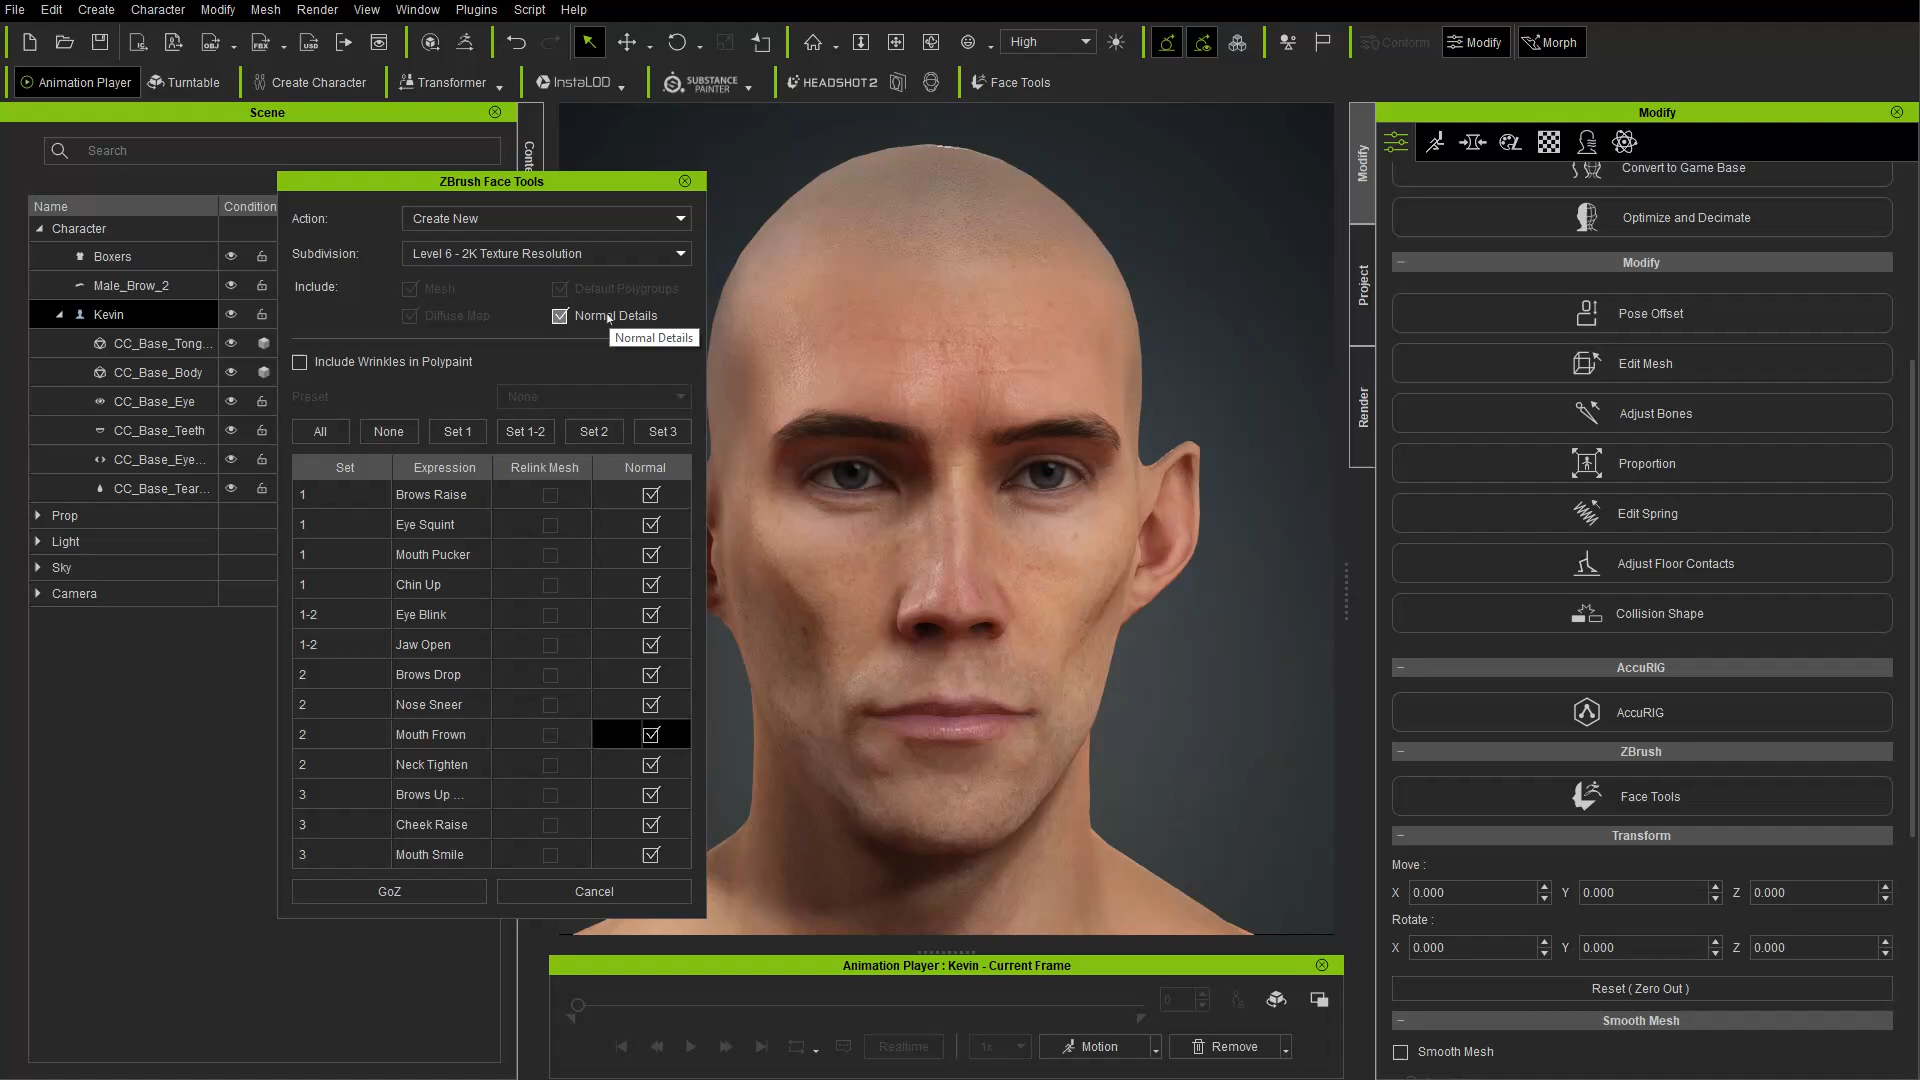 File Edit Create Character Modify Mesh Render View Window Plugins Script Help
High Conform Modify Morph
Animation Player Turntable Create Character Transformer InstaLOD SUBSTANCE PAINTER HEADSHOT 2 Face Tools
Scene
Search
Name Condition
Character
Boxers
Male_Brow_2
Kevin
CC_Base_Tong...
CC_Base_Body
CC_Base_Eye
CC_Base_Teeth
CC_Base_Eye...
CC_Base_Tear...
Prop
Light
Sky
Camera
Conte
ZBrush Face Tools
Action: Create New
Subdivision: Level 6 - 2K Texture Resolution
Include: Mesh Default Polygroups
Diffuse Map Normal Details
Normal Details
Include Wrinkles in Polypaint
Preset None
All None Set 1 Set 1-2 Set 2 Set 3
Set Expression Relink Mesh Normal
1 Brows Raise
1 Eye Squint
1 Mouth Pucker
1 Chin Up
1-2 Eye Blink
1-2 Jaw Open
2 Brows Drop
2 Nose Sneer
2 Mouth Frown
2 Neck Tighten
3 Brows Up ...
3 Cheek Raise
3 Mouth Smile
GoZ Cancel
Animation Player : Kevin - Current Frame
0
Realtime 1x Motion Remove
Modify
Project
Render
Modify
Convert to Game Base
Optimize and Decimate
Modify
Pose Offset
Edit Mesh
Adjust Bones
Proportion
Edit Spring
Adjust Floor Contacts
Collision Shape
AccuRIG
AccuRIG
ZBrush
Face Tools
Transform
Move :
X 0.000 Y 0.000 Z 0.000
Rotate :
X 0.000 Y 0.000 Z 0.000
Reset ( Zero Out )
Smooth Mesh
Smooth Mesh